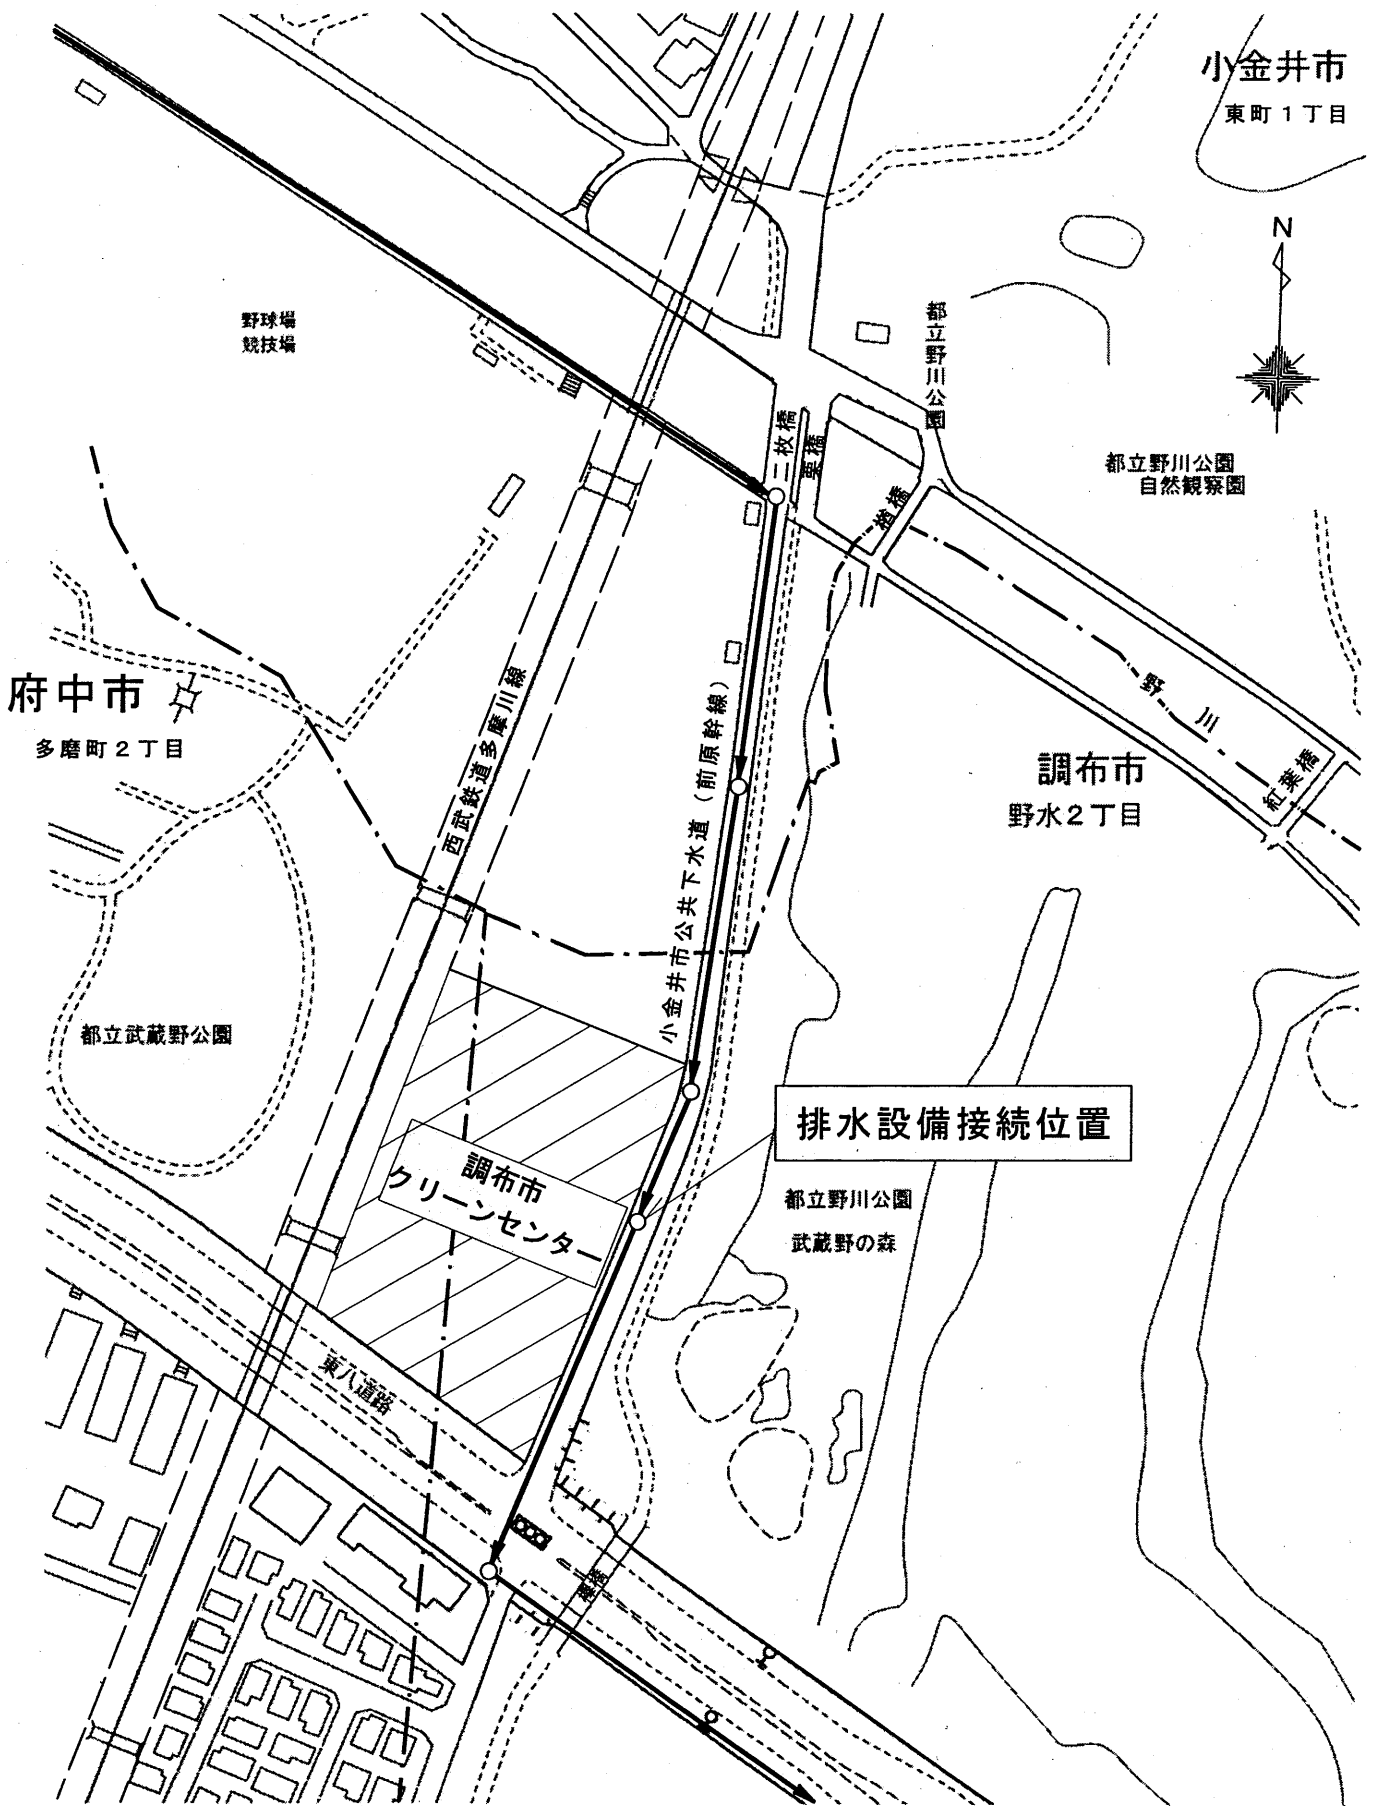 小金井市
東町１丁目
N
野球場
競技場
都立野川公園
二枚橋
栗橋
楢橋
都立野川公園
自然観察園
野川
紅葉橋
府中市
多磨町２丁目
西武鉄道多摩川線
小金井市公共下水道（前原幹線）
調布市
野水２丁目
都立武蔵野公園
排水設備接続位置
調布市
クリーンセンター
都立野川公園
武蔵野の森
東八道路